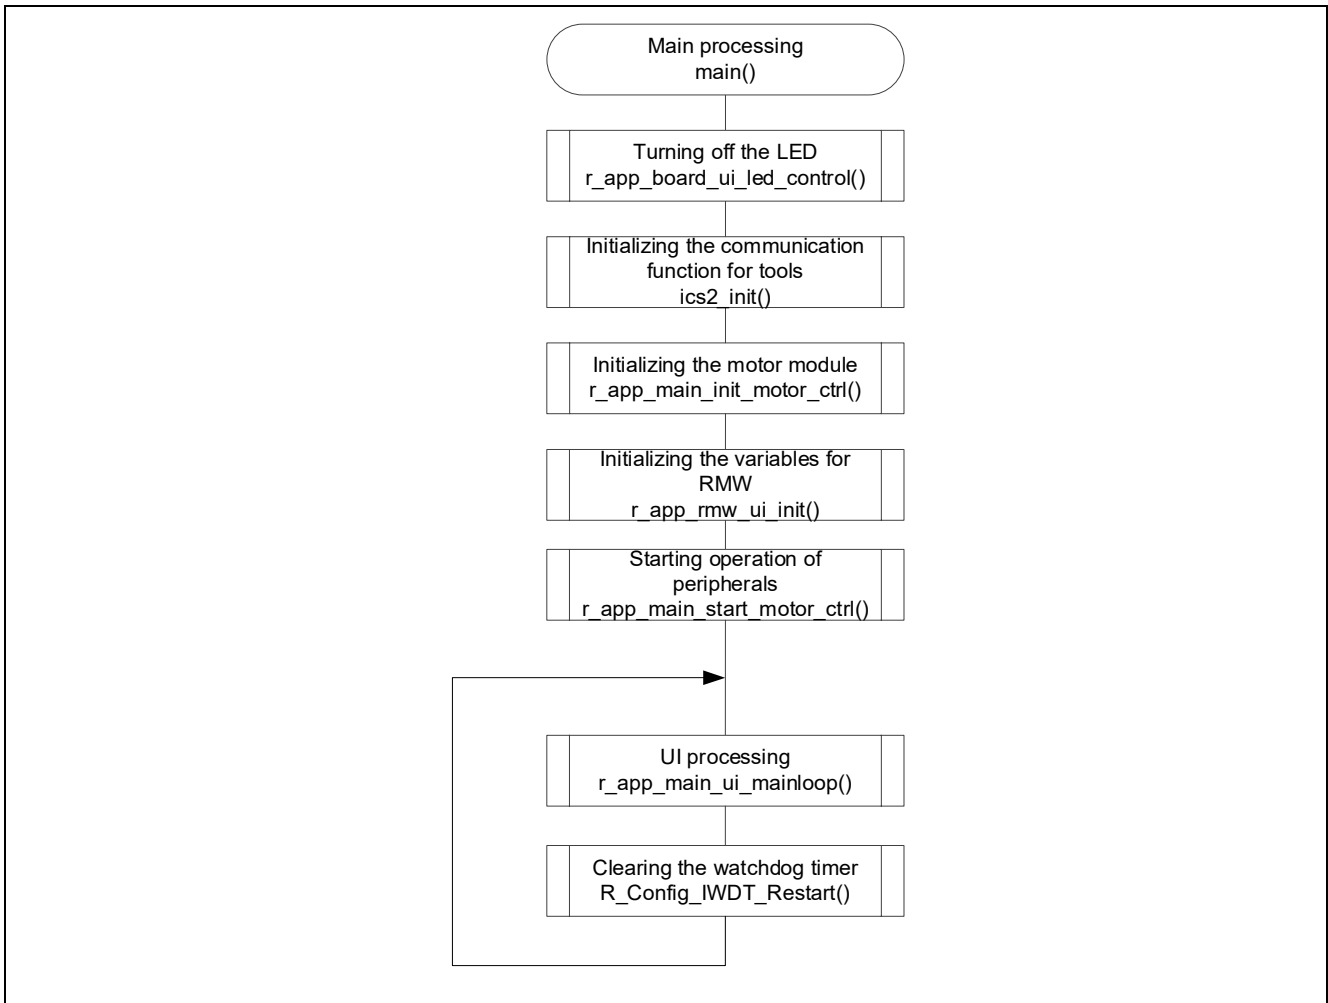 Main processing
main()
Turning off the LED
r_app_board_ui_led_control()
Initializing the communication
function for tools
ics2_init()
Initializing the motor module
r_app_main_init_motor_ctrl()
Initializing the variables for
RMW
r_app_rmw_ui_init()
Starting operation of
peripherals
r_app_main_start_motor_ctrl()
UI processing
r_app_main_ui_mainloop()
Clearing the watchdog timer
R_Config_IWDT_Restart()